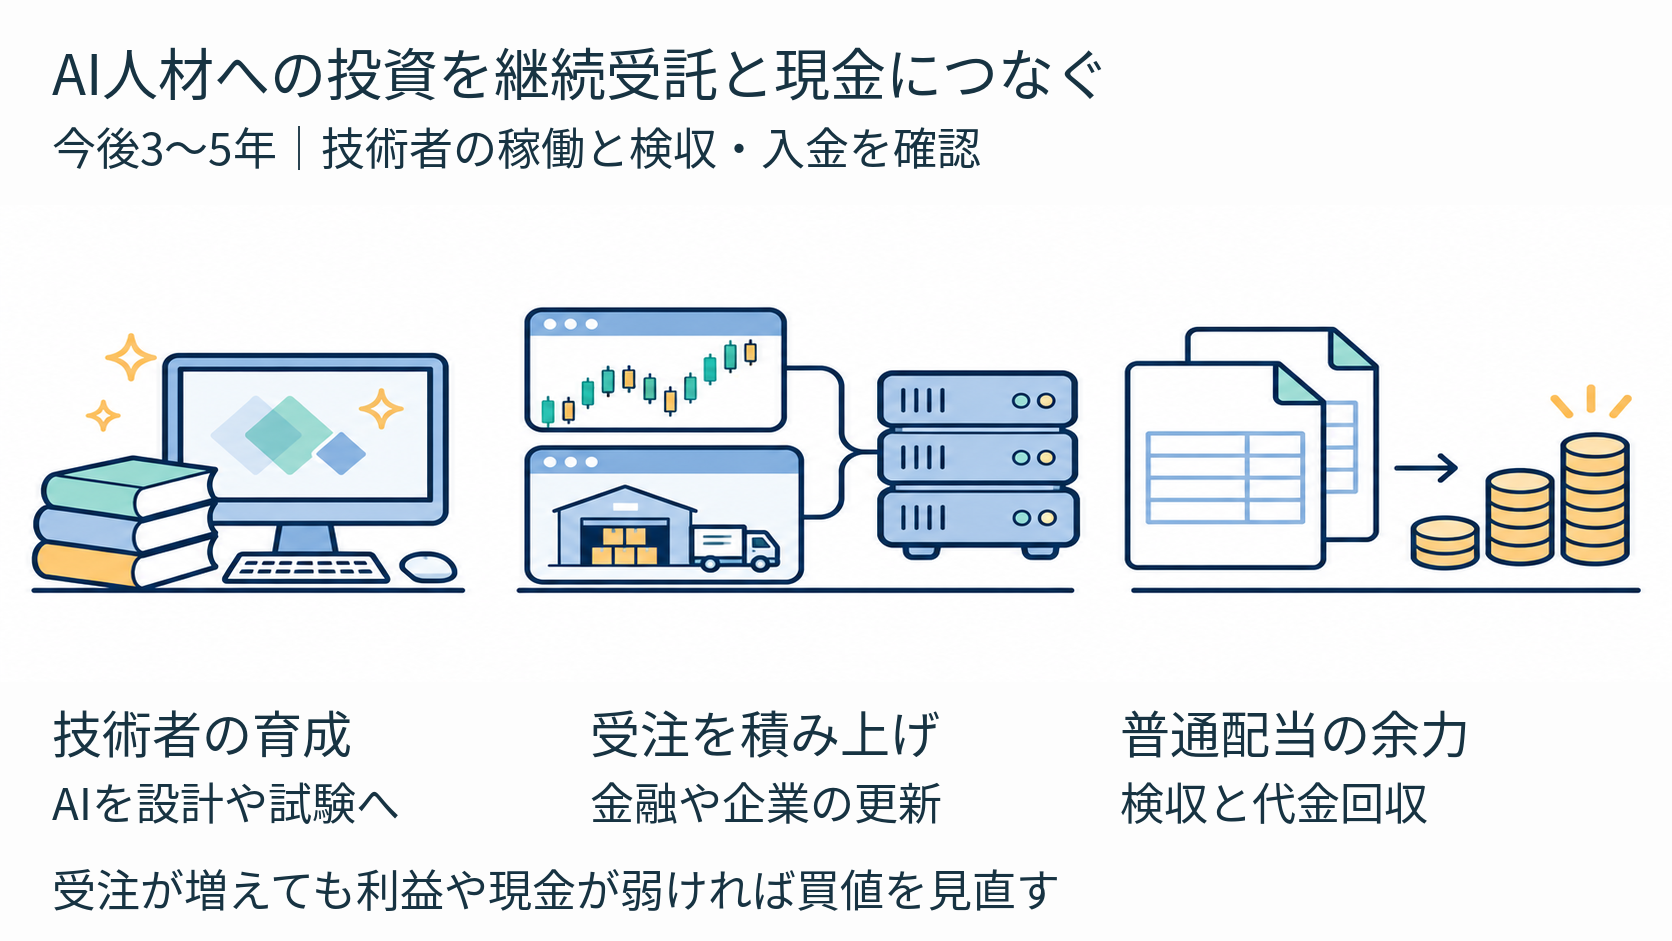 AI人材への投資を継続受託と現金につなぐ
今後3～5年｜技術者の稼働と検収・入金を確認
技術者の育成
AIを設計や試験へ
受注を積み上げ
金融や企業の更新
普通配当の余力
検収と代金回収
受注が増えても利益や現金が弱ければ買値を見直す